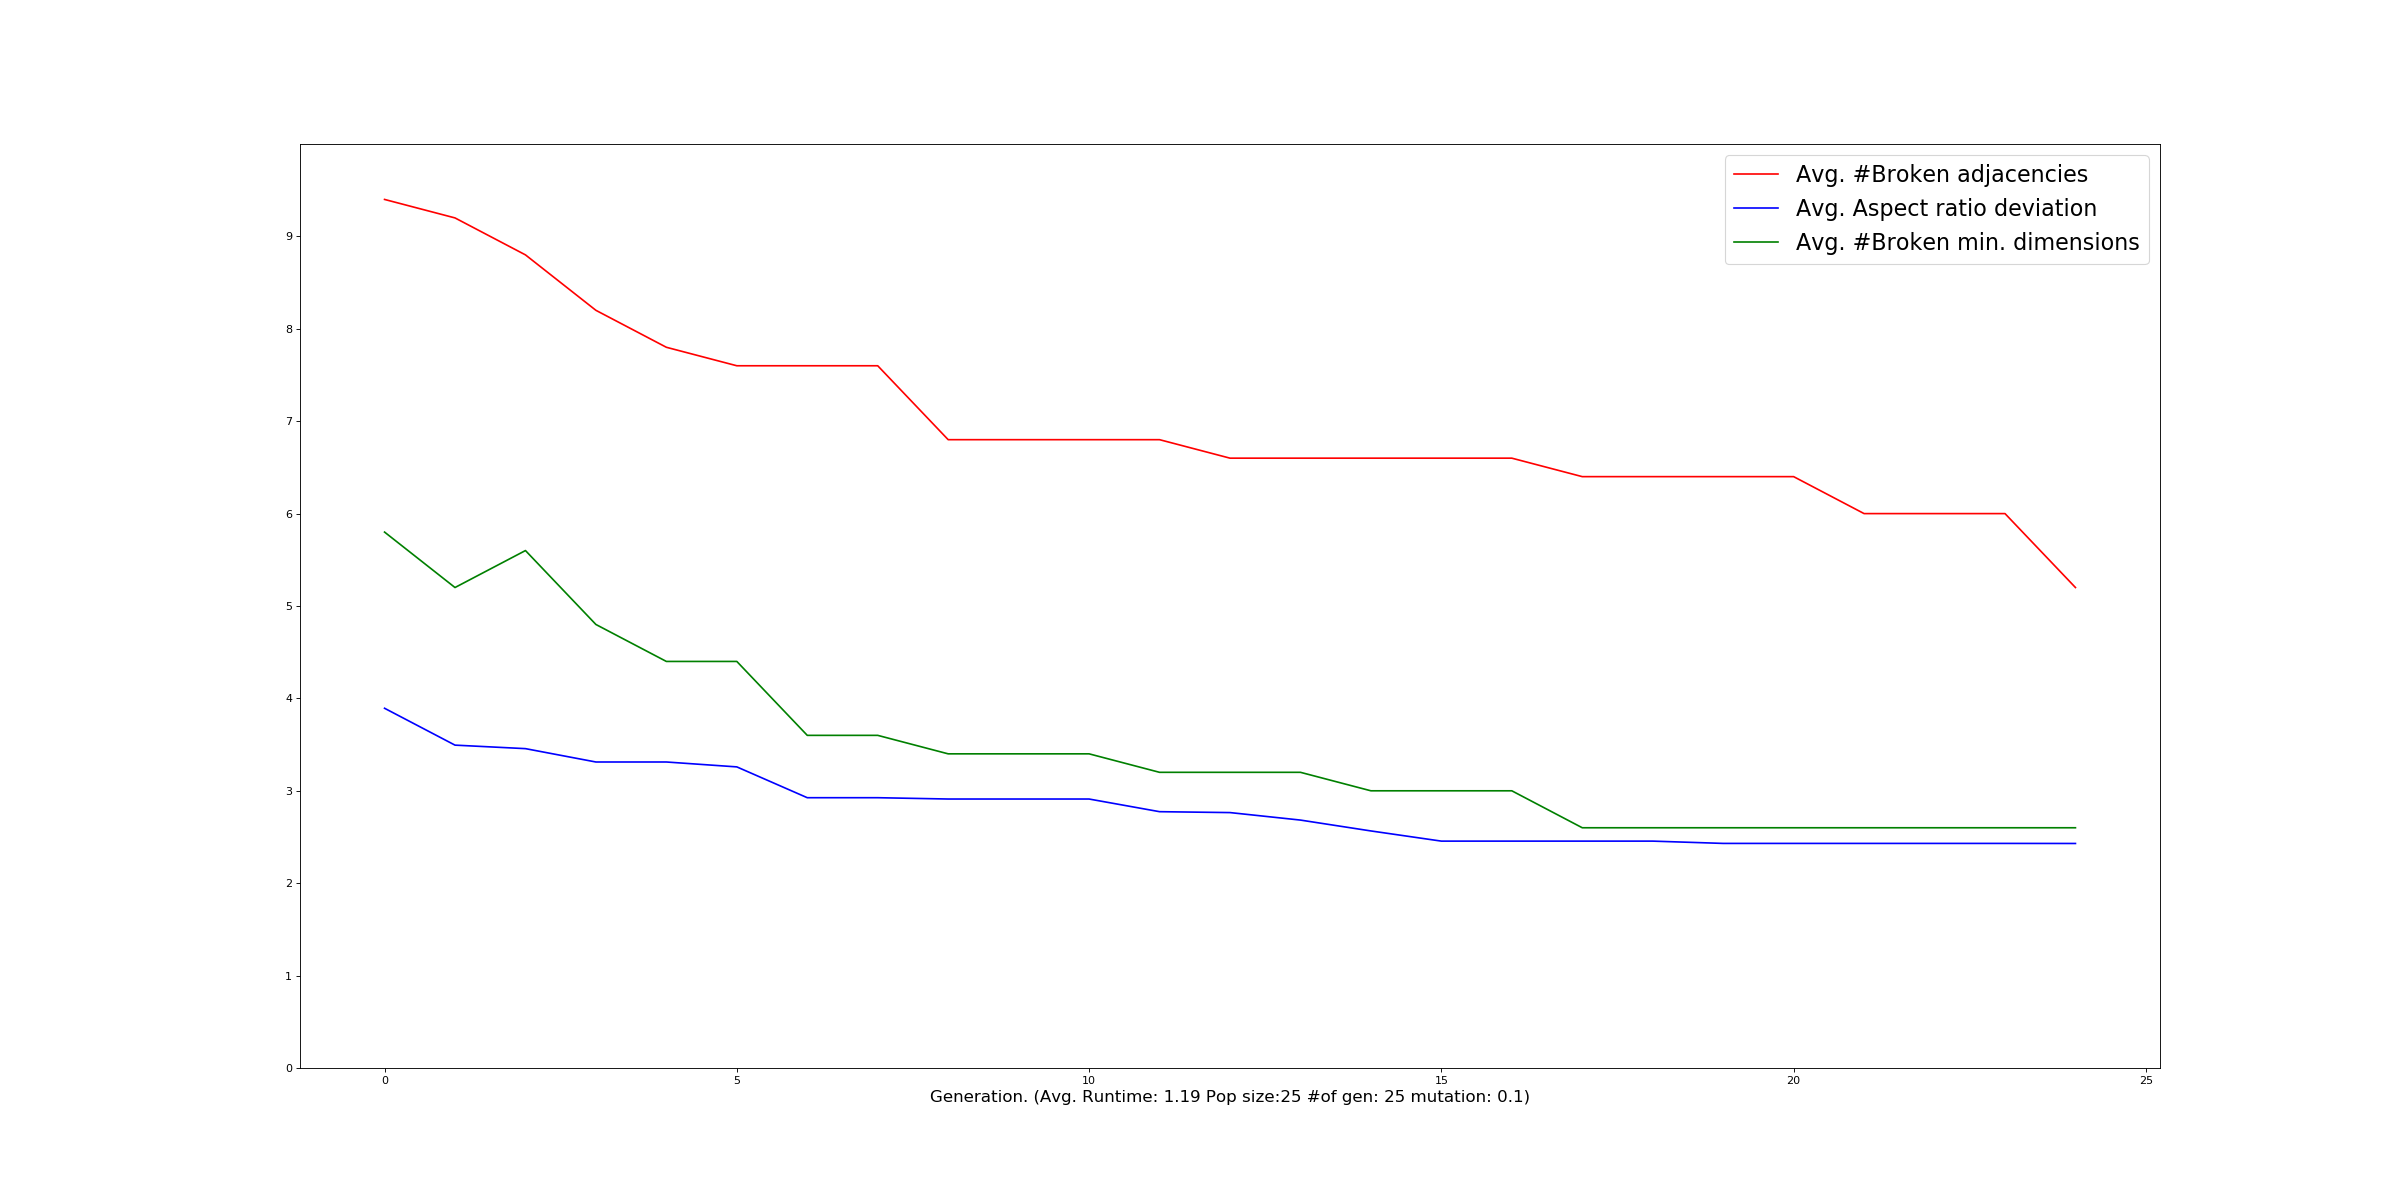 Avg. #Broken adjacencies
Avg. Aspect ratio deviation
Avg. #Broken min. dimensions
9
8
7
6
5
4
3
2
1
0
0 5 10 15 20 25
Generation. (Avg. Runtime: 1.19 Pop size:25 #of gen: 25 mutation: 0.1)